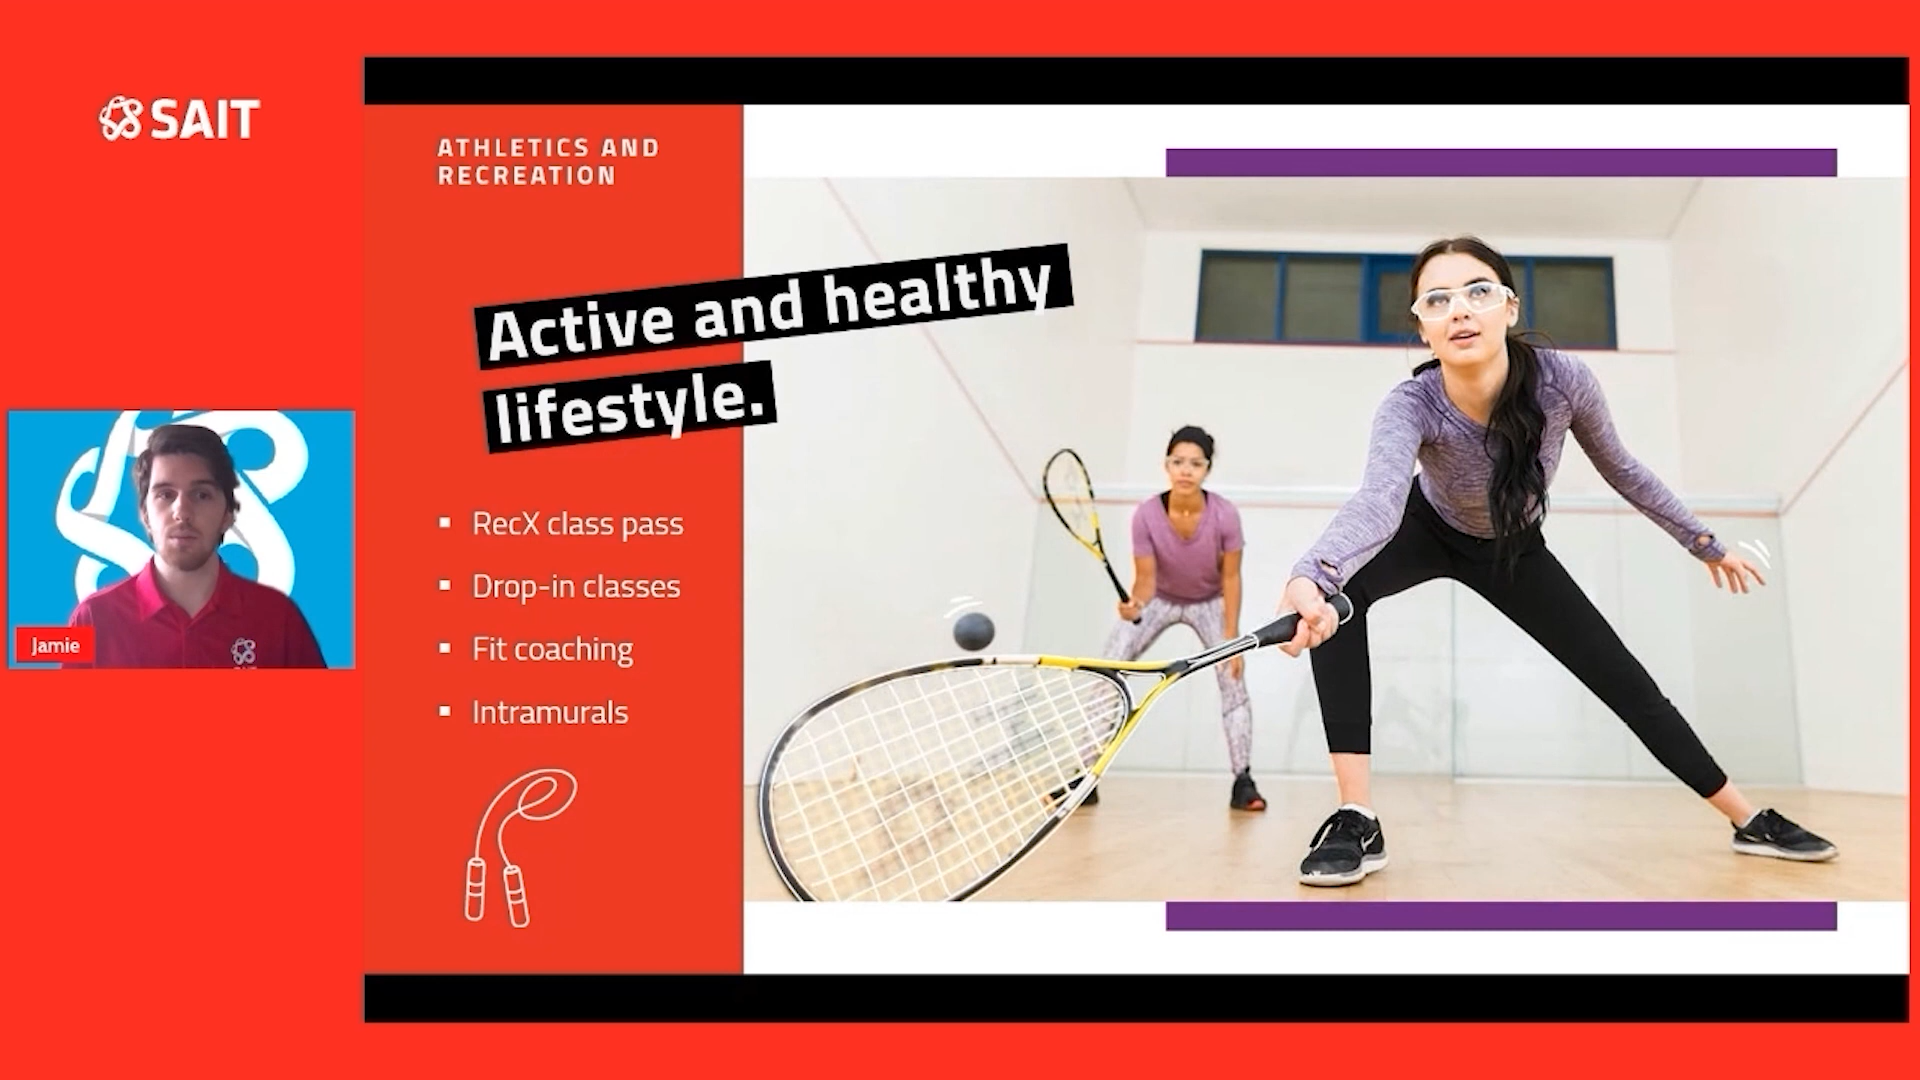 SAIT
ATHLETICS AND
RECREATION
Active and healthy
lifestyle.
RecX class pass
Drop-in classes
Fit coaching
Intramurals
Jamie